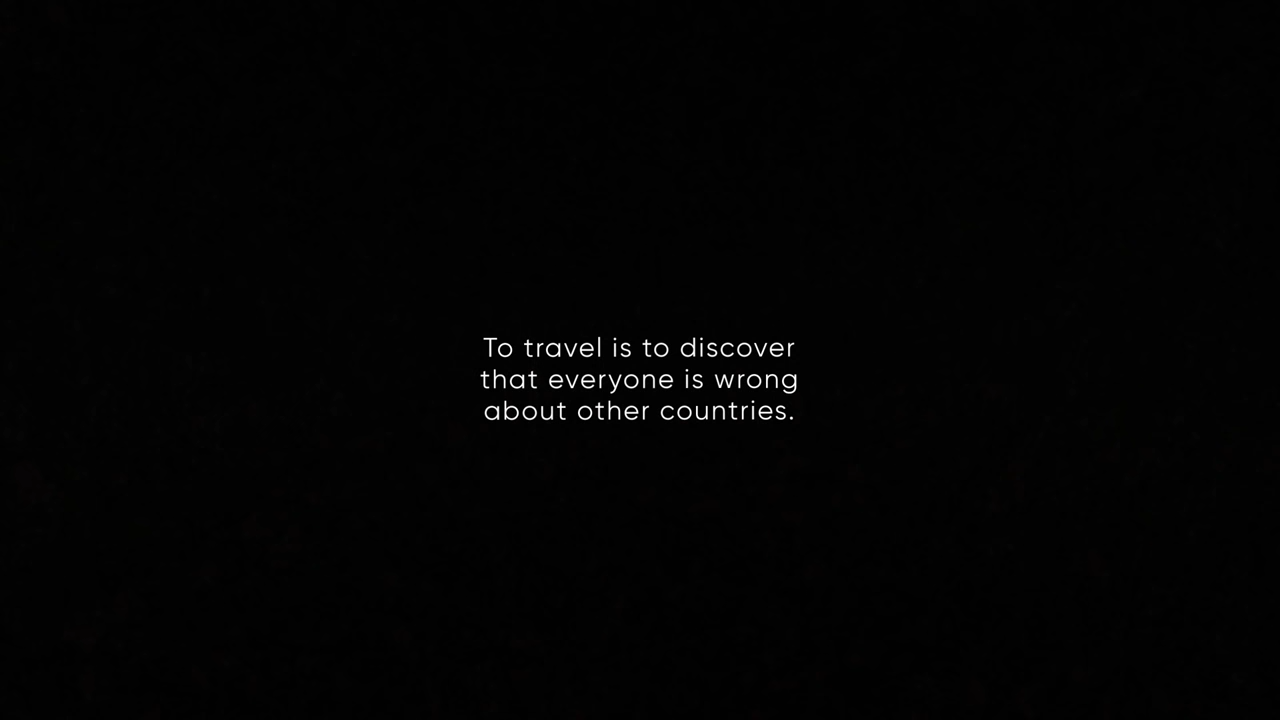 To travel is to discover
that everyone is wrong
about other countries.